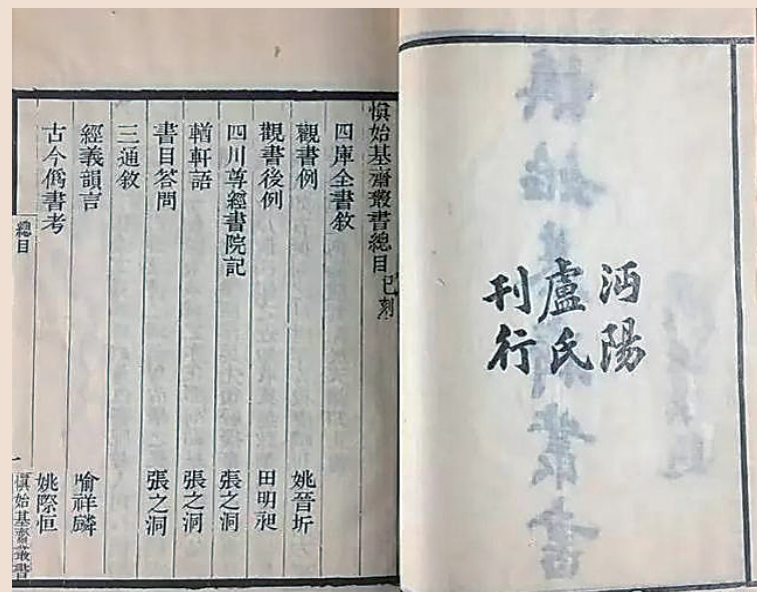 沔陽
盧氏
刊行
慎始基齋叢書總目 已刻
四庫全書敘
觀書例 姚晉圻
觀書後例 田明昶
四川尊經書院記 張之洞
輶軒語 張之洞
書目答問 張之洞
三通敘
經義韻言 喻祥麟
古今僞書考 姚際恒
總目
一
慎始基齋叢書